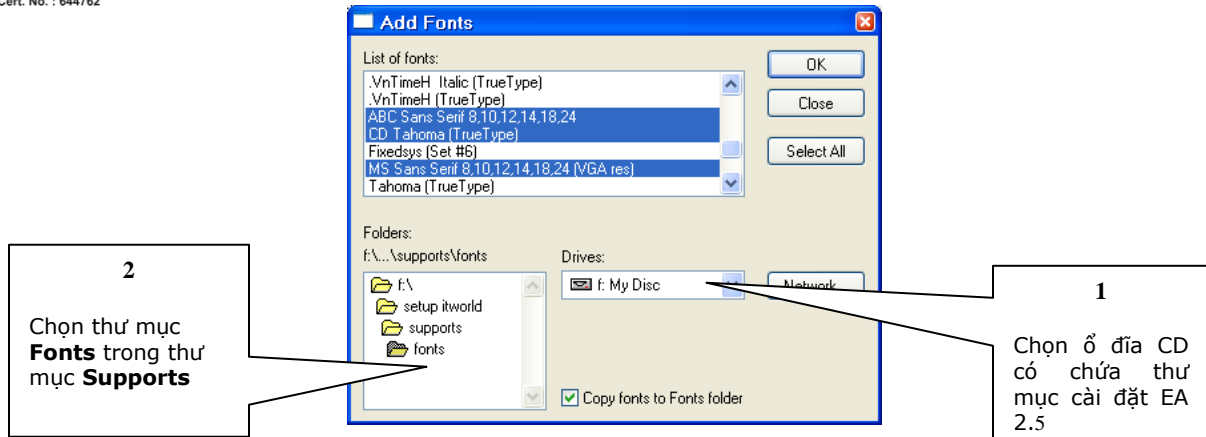 Cert. No. : 644762
Add Fonts
List of fonts:
.VnTimeH Italic (TrueType)
.VnTimeH (TrueType)
ABC Sans Serif 8,10,12,14,18,24
CD Tahoma (TrueType)
Fixedsys (Set #6)
MS Sans Serif 8,10,12,14,18,24 (VGA res)
Tahoma (TrueType)
OK
Close
Select All
Folders:
f:\...\supports\fonts
f:\
setup itworld
supports
fonts
Drives:
f: My Disc
Network...
Copy fonts to Fonts folder
2
Chọn thư mục
Fonts trong thư
mục Supports
1
Chọn ổ đĩa CD
có chứa thư
mục cài đặt EA
2.5